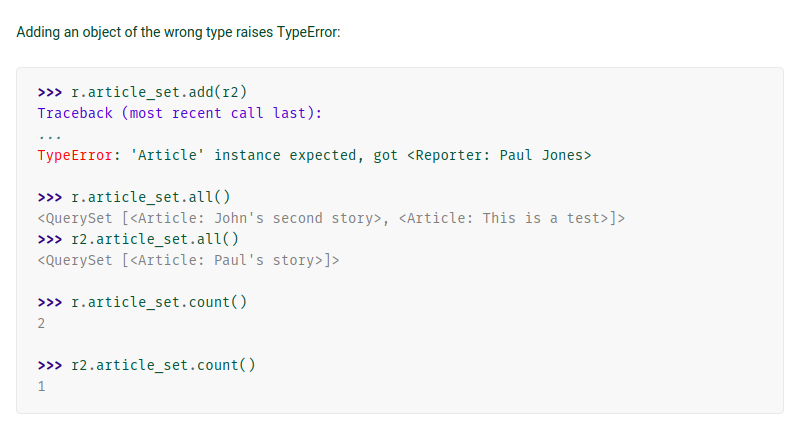 Adding an object of the wrong type raises TypeError:
>>> r.article_set.add(r2)
Traceback (most recent call last):
...
TypeError: 'Article' instance expected, got <Reporter: Paul Jones>
>>> r.article_set.all()
<QuerySet [<Article: John's second story>, <Article: This is a test>]>
>>> r2.article_set.all()
<QuerySet [<Article: Paul's story>]>
>>> r.article_set.count()
2
>>> r2.article_set.count()
1